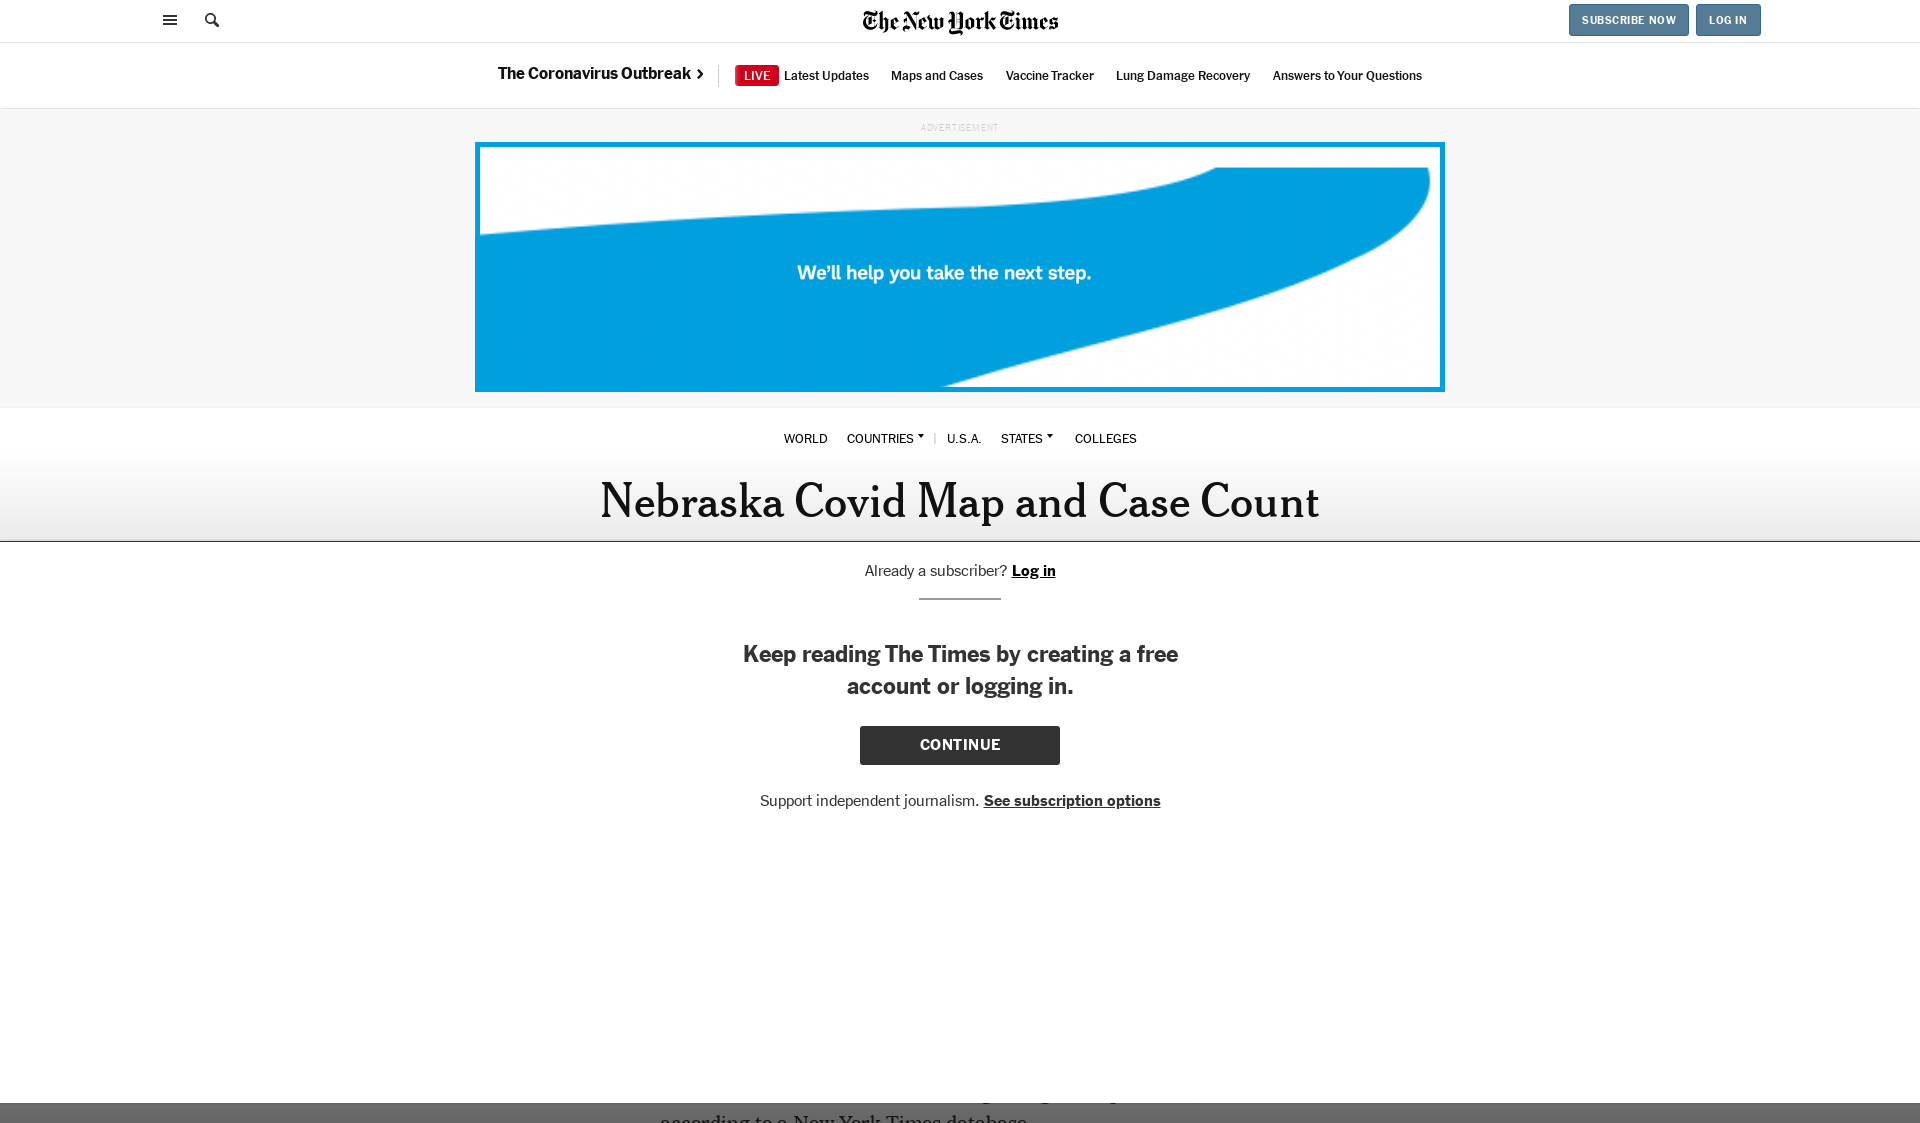 The New York Times
SUBSCRIBE NOW
LOG IN
The Coronavirus Outbreak
LIVE Latest Updates
Maps and Cases
Vaccine Tracker
Lung Damage Recovery
Answers to Your Questions
ADVERTISEMENT
We'll help you take the next step.
WORLD
COUNTRIES
U.S.A.
STATES
COLLEGES
Nebraska Covid Map and Case Count
Already a subscriber? Log in
Keep reading The Times by creating a free
account or logging in.
CONTINUE
Support independent journalism. See subscription options
according to a New York Times database